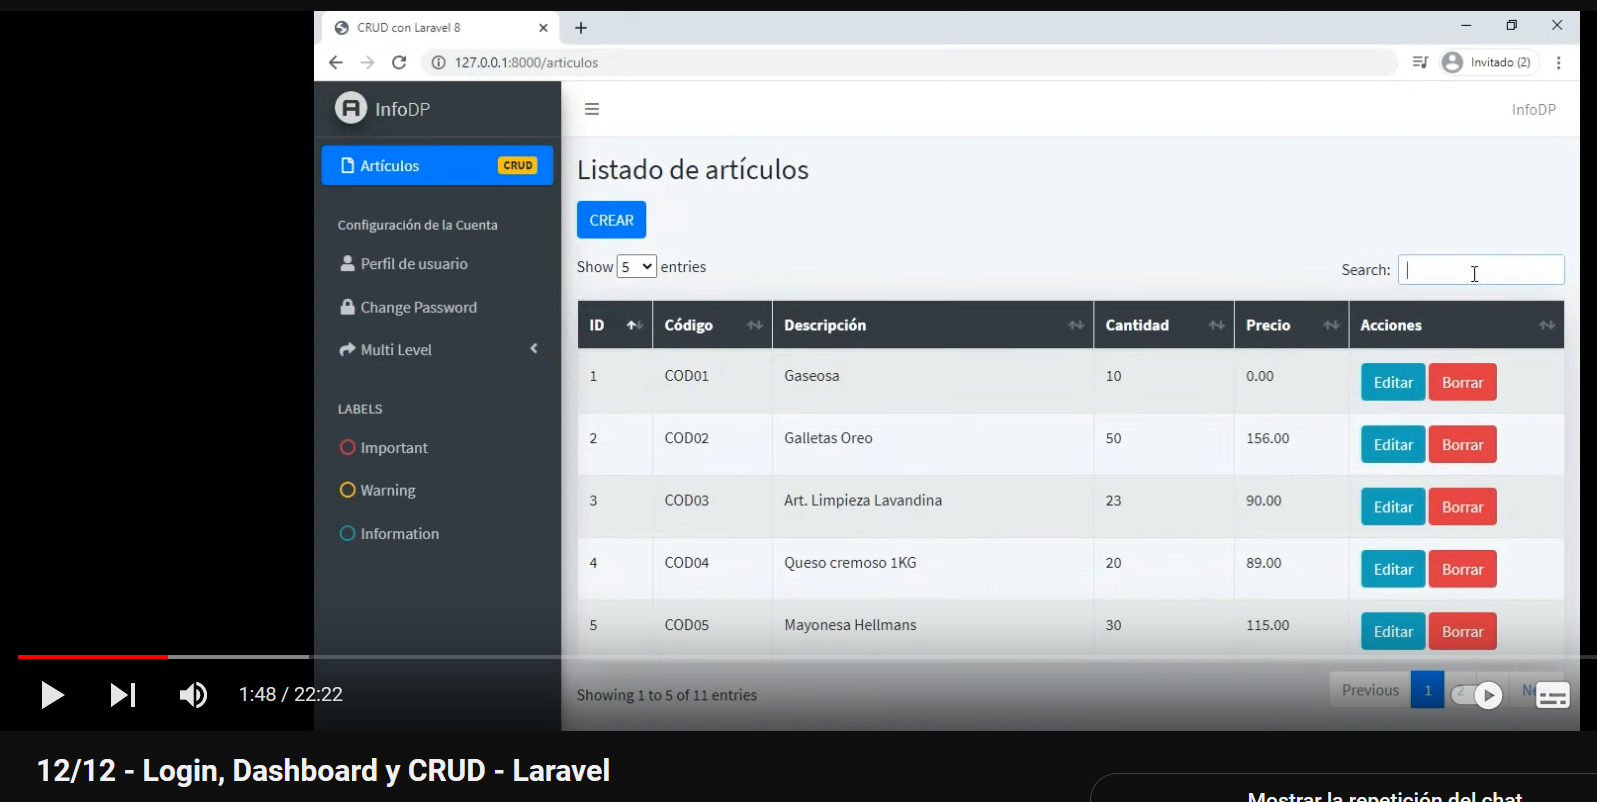 CRUD con Laravel 8
127.0.0.1:8000/articulos
Invitado (2)
InfoDP
InfoDP
Artículos CRUD
Configuración de la Cuenta
Perfil de usuario
Change Password
Multi Level
LABELS
Important
Warning
Information
Listado de artículos
CREAR
Show 5 entries
Search:
ID Código Descripción Cantidad Precio Acciones
1 COD01 Gaseosa 10 0.00 Editar Borrar
2 COD02 Galletas Oreo 50 156.00 Editar Borrar
3 COD03 Art. Limpieza Lavandina 23 90.00 Editar Borrar
4 COD04 Queso cremoso 1KG 20 89.00 Editar Borrar
5 COD05 Mayonesa Hellmans 30 115.00 Editar Borrar
Showing 1 to 5 of 11 entries
Previous 1 2
1:48 / 22:22
12/12 - Login, Dashboard y CRUD - Laravel
Mostrar la repetición del chat